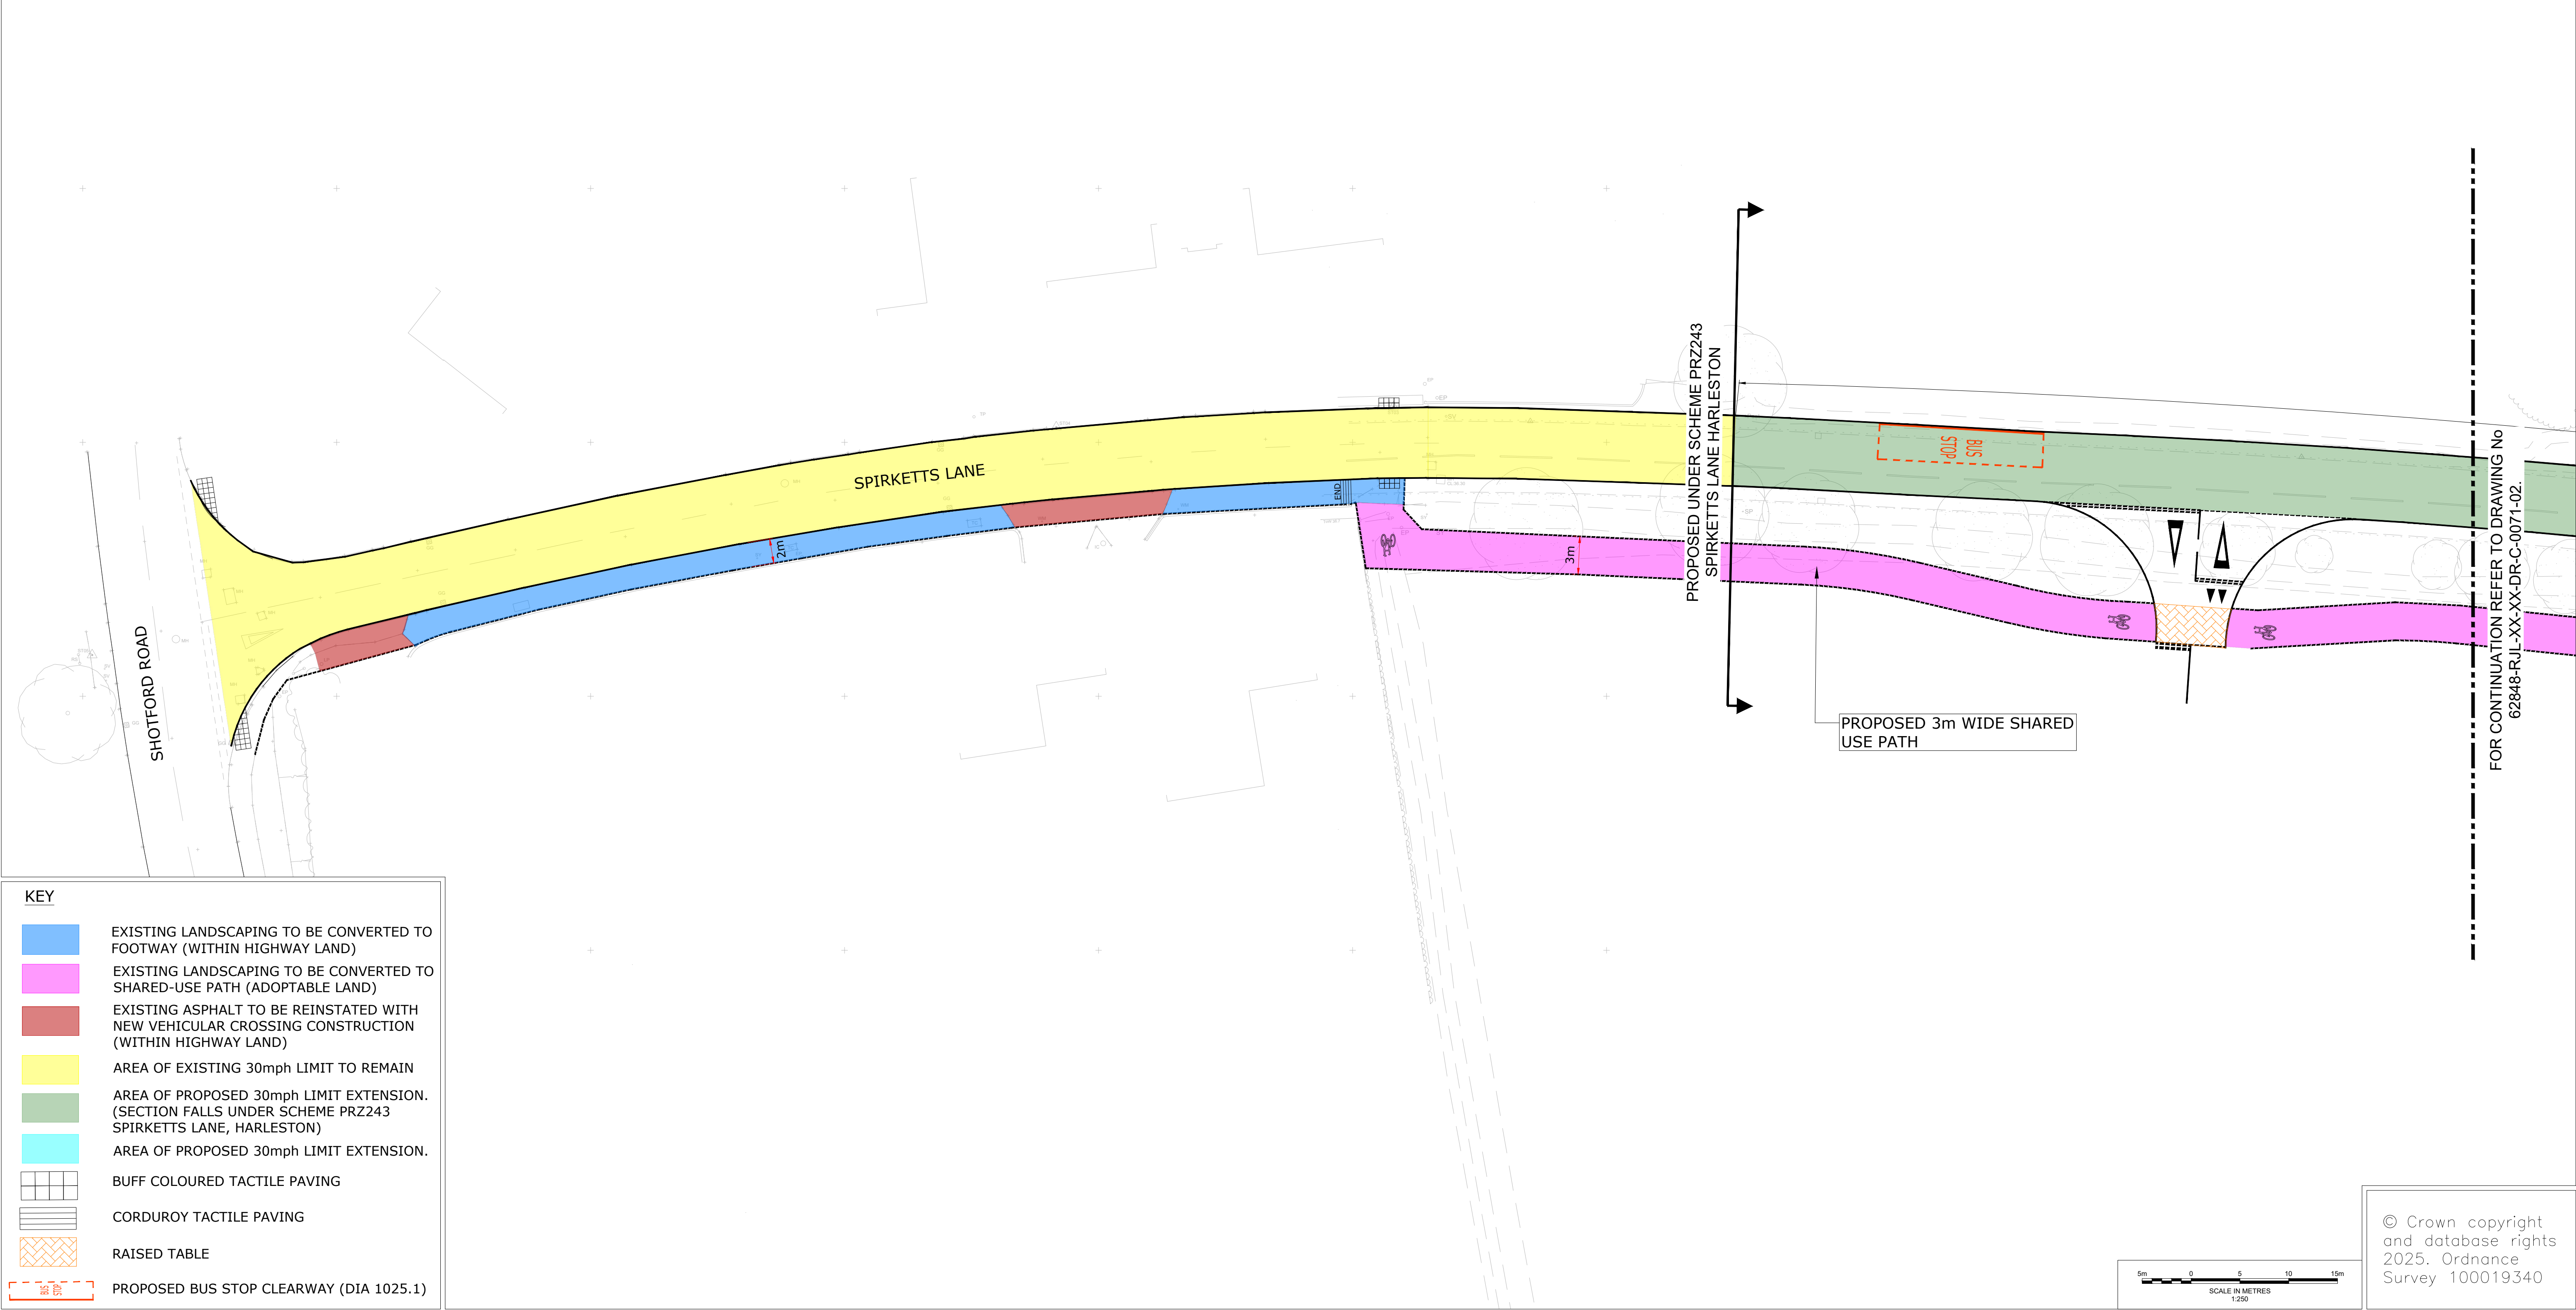 SPIRKETTS LANE
SHOTFORD ROAD
2m
END
3m
PROPOSED UNDER SCHEME PRZ243
SPIRKETTS LANE HARLESTON
BUS
STOP
PROPOSED 3m WIDE SHARED
USE PATH
FOR CONTINUATION REFER TO DRAWING No
62848-RJL-XX-XX-DR-C-0071-02.
KEY
EXISTING LANDSCAPING TO BE CONVERTED TO
FOOTWAY (WITHIN HIGHWAY LAND)
EXISTING LANDSCAPING TO BE CONVERTED TO
SHARED-USE PATH (ADOPTABLE LAND)
EXISTING ASPHALT TO BE REINSTATED WITH
NEW VEHICULAR CROSSING CONSTRUCTION
(WITHIN HIGHWAY LAND)
AREA OF EXISTING 30mph LIMIT TO REMAIN
AREA OF PROPOSED 30mph LIMIT EXTENSION.
(SECTION FALLS UNDER SCHEME PRZ243
SPIRKETTS LANE, HARLESTON)
AREA OF PROPOSED 30mph LIMIT EXTENSION.
BUFF COLOURED TACTILE PAVING
CORDUROY TACTILE PAVING
RAISED TABLE
BUS
STOP
PROPOSED BUS STOP CLEARWAY (DIA 1025.1)
5m 0 5 10 15m
SCALE IN METRES
1:250
© Crown copyright
and database rights
2025. Ordnance
Survey 100019340